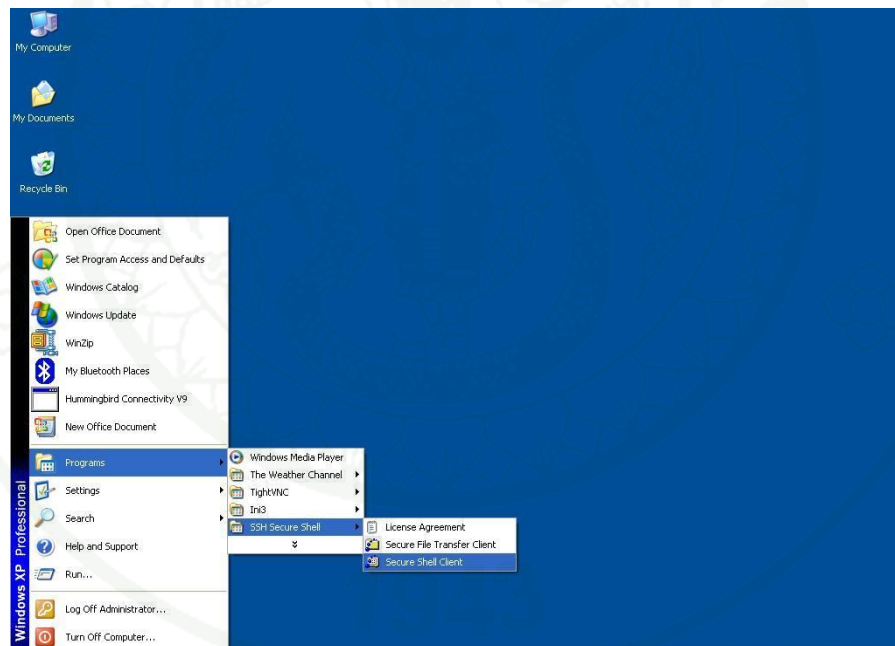 My Computer
My Documents
Recycle Bin
Open Office Document
Set Program Access and Defaults
Windows Catalog
Windows Update
WinZip
My Bluetooth Places
Hummingbird Connectivity V9
New Office Document
Programs
Settings
Search
Help and Support
Run...
Log Off Administrator...
Turn Off Computer...
Windows XP Professional
Windows Media Player
The Weather Channel
TightVNC
Ini3
SSH Secure Shell
License Agreement
Secure File Transfer Client
Secure Shell Client